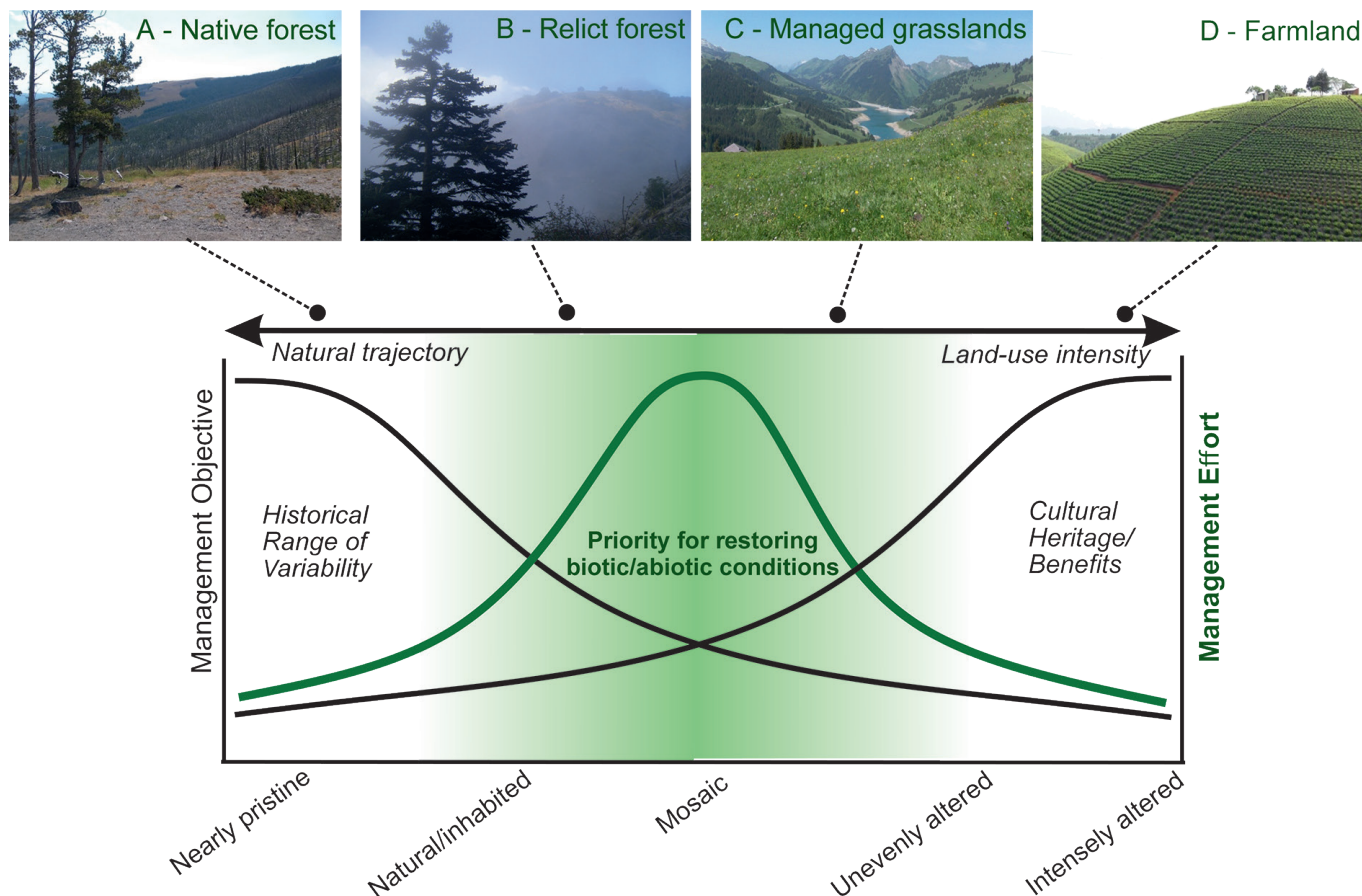 A - Native forest
B - Relict forest
C - Managed grasslands
D - Farmland
Natural trajectory
Land-use intensity
Management Objective
Historical
Range of
Variability
Priority for restoring
biotic/abiotic conditions
Cultural
Heritage/
Benefits
Management Effort
Nearly pristine
Natural/inhabited
Mosaic
Unevenly altered
Intensely altered